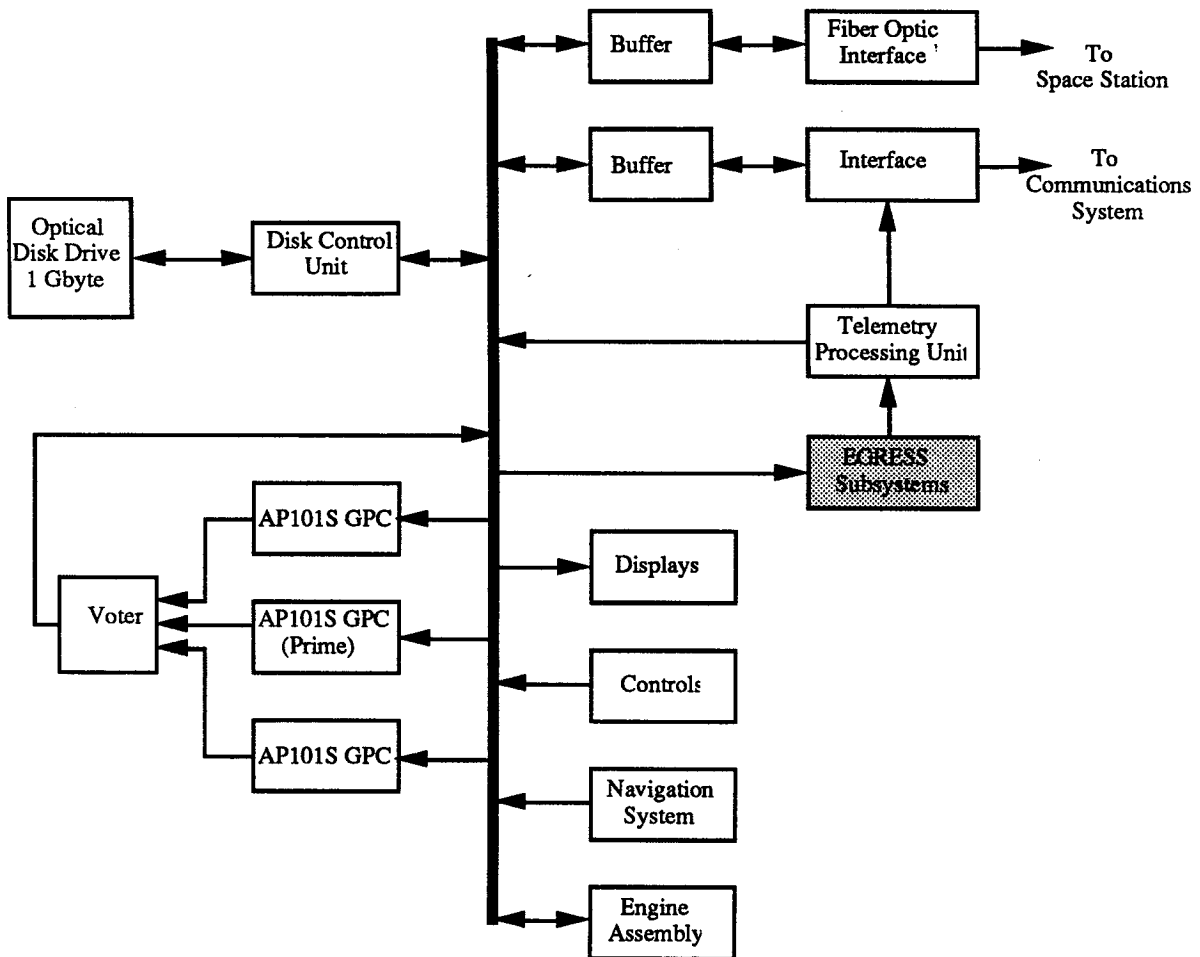 Buffer
Fiber Optic
Interface
To
Space Station
Buffer
Interface
To
Communications
System
Optical
Disk Drive
1 Gbyte
Disk Control
Unit
Telemetry
Processing Unit
EGRESS
Subsystems
AP101S GPC
Displays
Voter
AP101S GPC
(Prime)
Controls
AP101S GPC
Navigation
System
Engine
Assembly